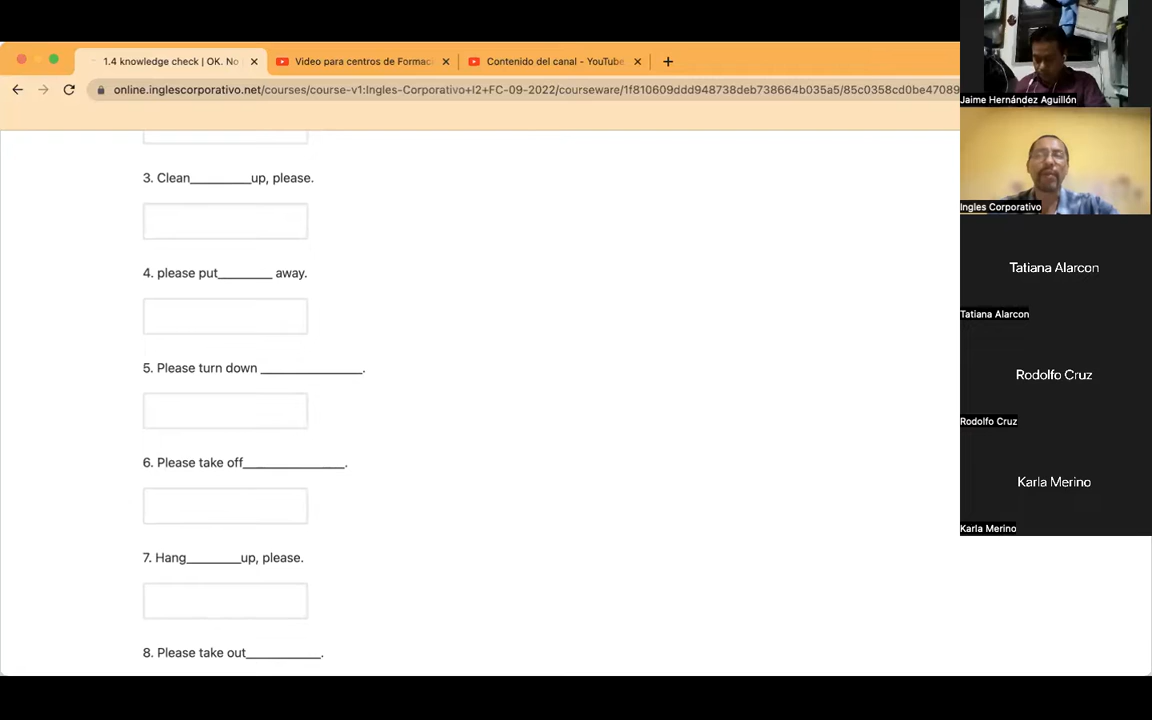 1.4 knowledge check | OK. No
Video para centros de Formac
Contenido del canal - YouTube
online.inglescorporativo.net/courses/course-v1:Ingles-Corporativo+I2+FC-09-2022/courseware/1f810609ddd948738deb738664b035a5/85c0358cd0be47089
3. Clean_________up, please.
4. please put________ away.
5. Please turn down _______________.
6. Please take off_______________.
7. Hang________up, please.
8. Please take out___________.
Jaime Hernández Aguillón
Ingles Corporativo
Tatiana Alarcon
Tatiana Alarcon
Rodolfo Cruz
Rodolfo Cruz
Karla Merino
Karla Merino